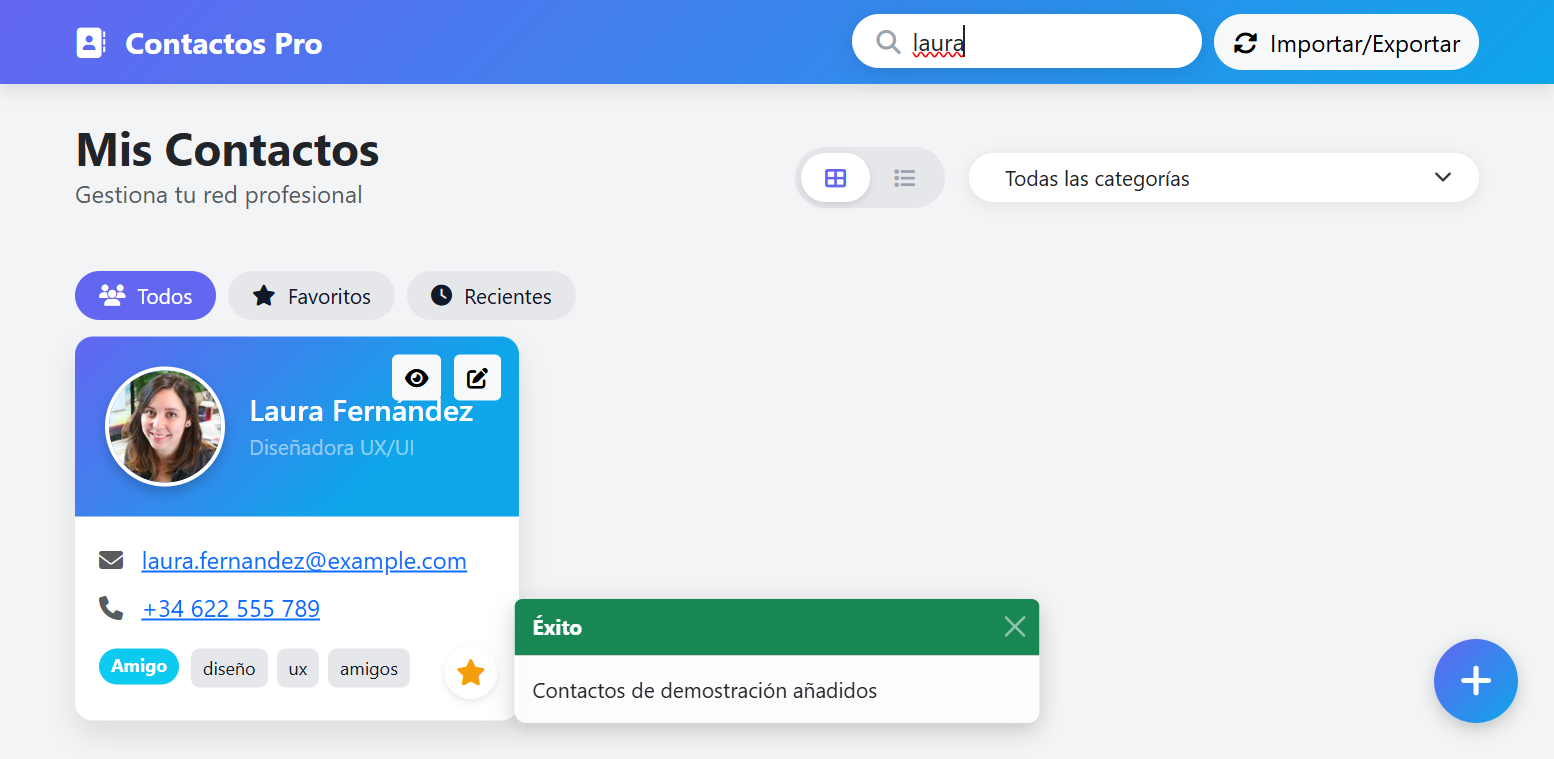 Contactos Pro
laura
Importar/Exportar
Mis Contactos
Gestiona tu red profesional
Todas las categorías
Todos
Favoritos
Recientes
Laura Fernández
Diseñadora UX/UI
laura.fernandez@example.com
+34 622 555 789
Amigo
diseño
ux
amigos
Éxito
Contactos de demostración añadidos